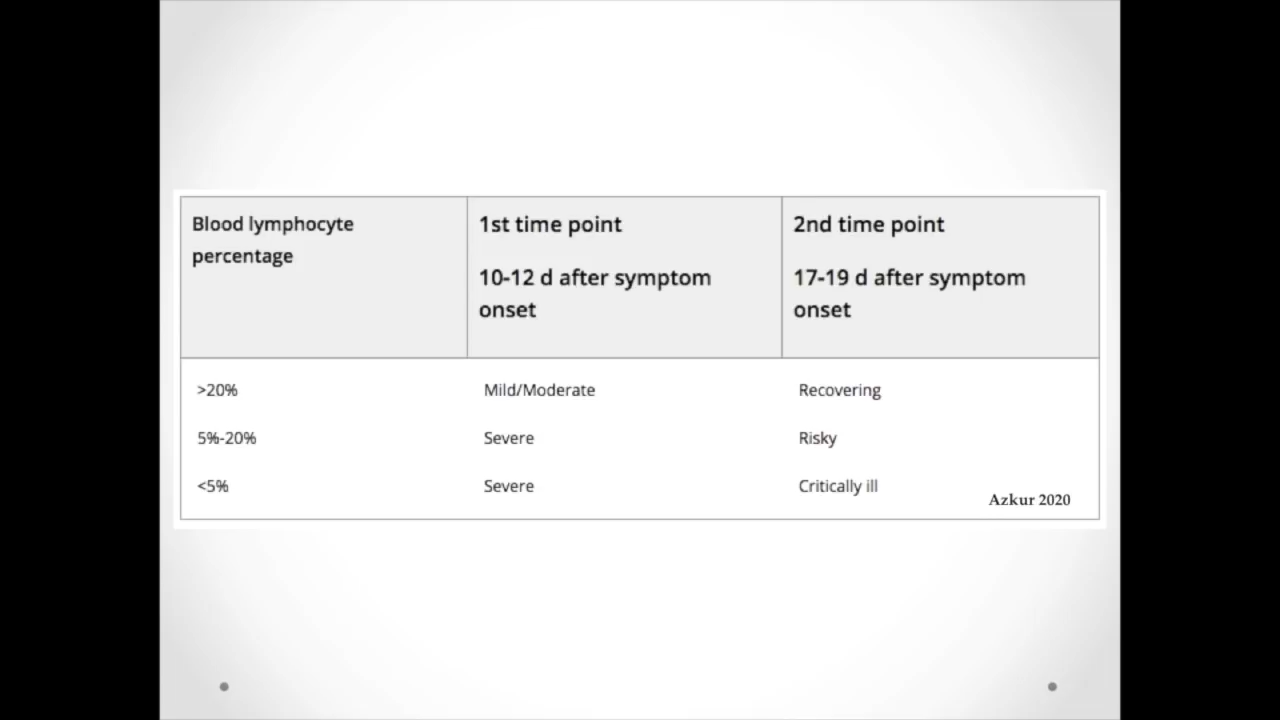 Blood lymphocyte
percentage
1st time point
10-12 d after symptom
onset
2nd time point
17-19 d after symptom
onset
>20% Mild/Moderate Recovering
5%-20% Severe Risky
<5% Severe Critically ill
Azkur 2020